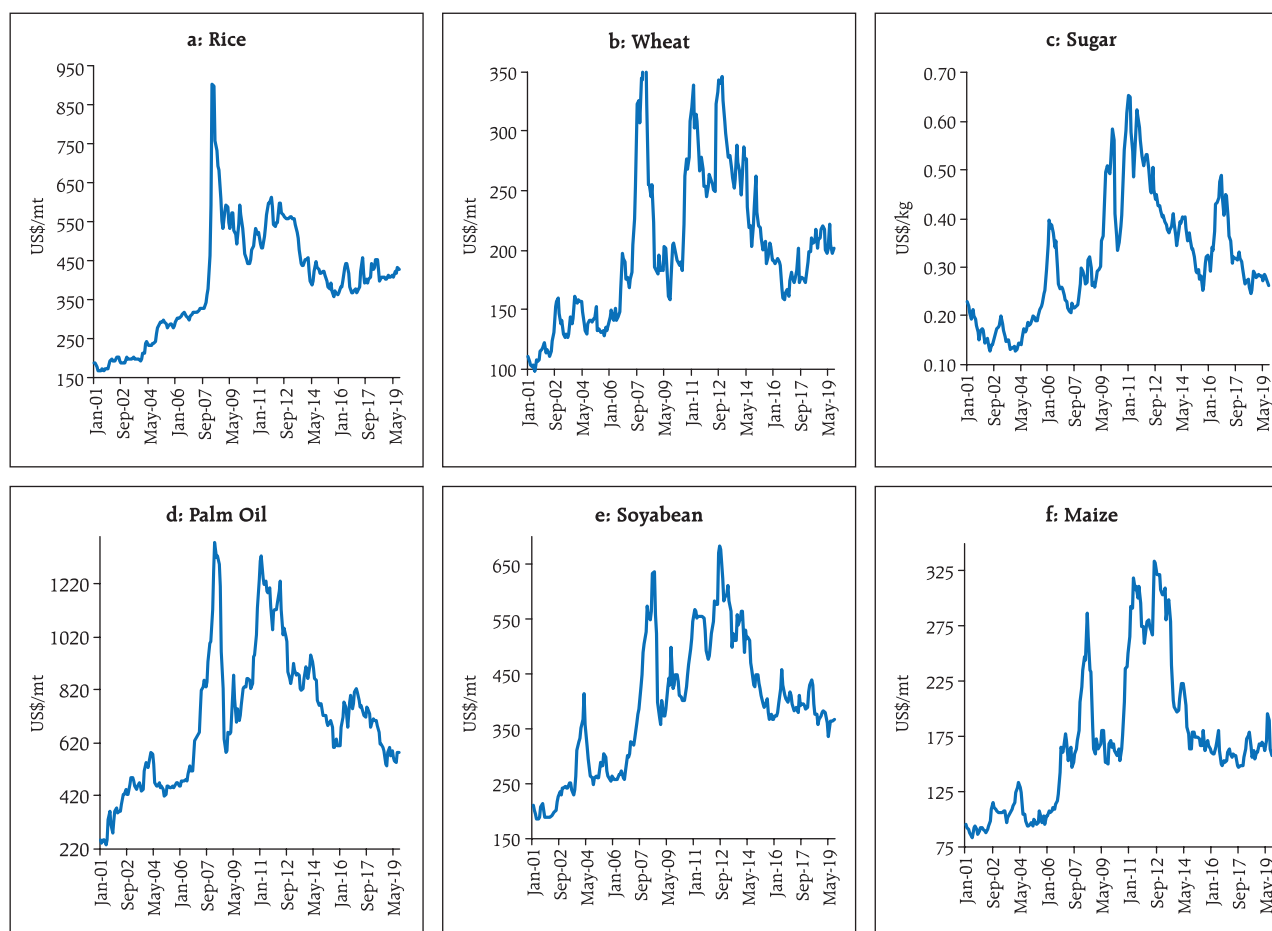 a: Rice
950
850
750
650
550
450
350
250
150
US$/mt
Jan-01
Sep-02
May-04
Jan-06
Sep-07
May-09
Jan-11
Sep-12
May-14
Jan-16
Sep-17
May-19
b: Wheat
350
300
250
200
150
100
US$/mt
Jan-01
Sep-02
May-04
Jan-06
Sep-07
May-09
Jan-11
Sep-12
May-14
Jan-16
Sep-17
May-19
c: Sugar
0.70
0.60
0.50
0.40
0.30
0.20
0.10
US$/kg
Jan-01
Sep-02
May-04
Jan-06
Sep-07
May-09
Jan-11
Sep-12
May-14
Jan-16
Sep-17
May-19
d: Palm Oil
1220
1020
820
620
420
220
US$/mt
Jan-01
Sep-02
May-04
Jan-06
Sep-07
May-09
Jan-11
Sep-12
May-14
Jan-16
Sep-17
May-19
e: Soyabean
650
550
450
350
250
150
US$/mt
Jan-01
Sep-02
May-04
Jan-06
Sep-07
May-09
Jan-11
Sep-12
May-14
Jan-16
Sep-17
May-19
f: Maize
325
275
225
175
125
75
US$/mt
Jan-01
Sep-02
May-04
Jan-06
Sep-07
May-09
Jan-11
Sep-12
May-14
Jan-16
Sep-17
May-19